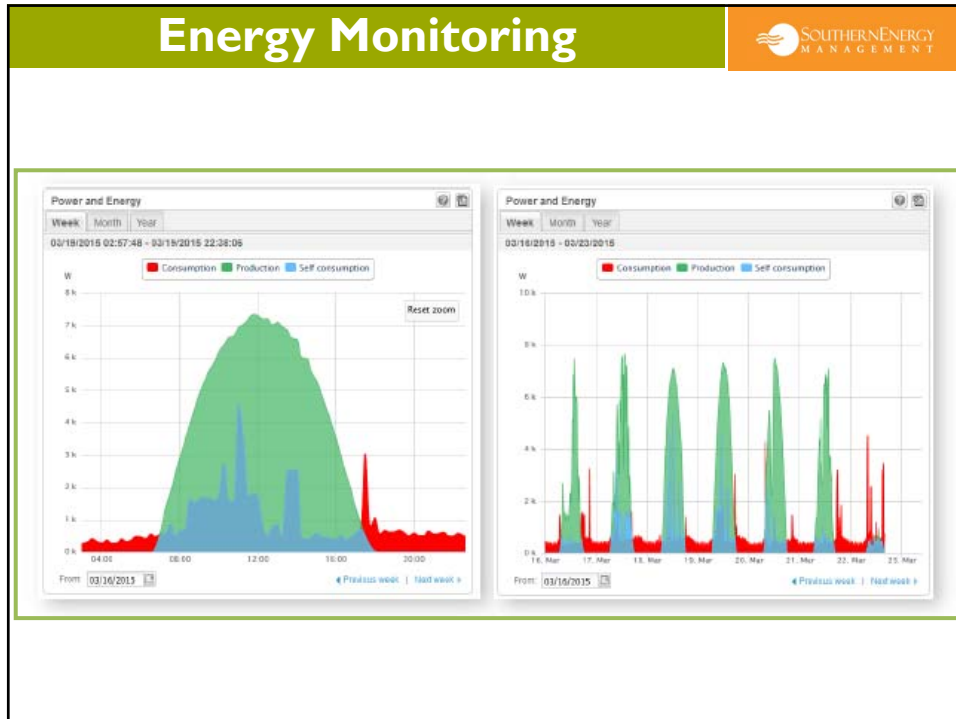 Energy Monitoring
SOUTHERNENERGY
MANAGEMENT
Power and Energy
Week Month Year
03/19/2015 02:57:48 - 03/19/2015 22:38:06
Consumption Production Self consumption
W
8 k
Reset zoom
7 k
6 k
5 k
4 k
3 k
2 k
1 k
0 k
04:00 08:00 12:00 16:00 20:00
From: 03/16/2015
Previous week | Next week
Power and Energy
Week Month Year
03/16/2015 - 03/23/2015
Consumption Production Self consumption
W
10 k
8 k
6 k
4 k
2 k
0 k
16. Mar 17. Mar 18. Mar 19. Mar 20. Mar 21. Mar 22. Mar 23. Mar
From: 03/16/2015
Previous week | Next week